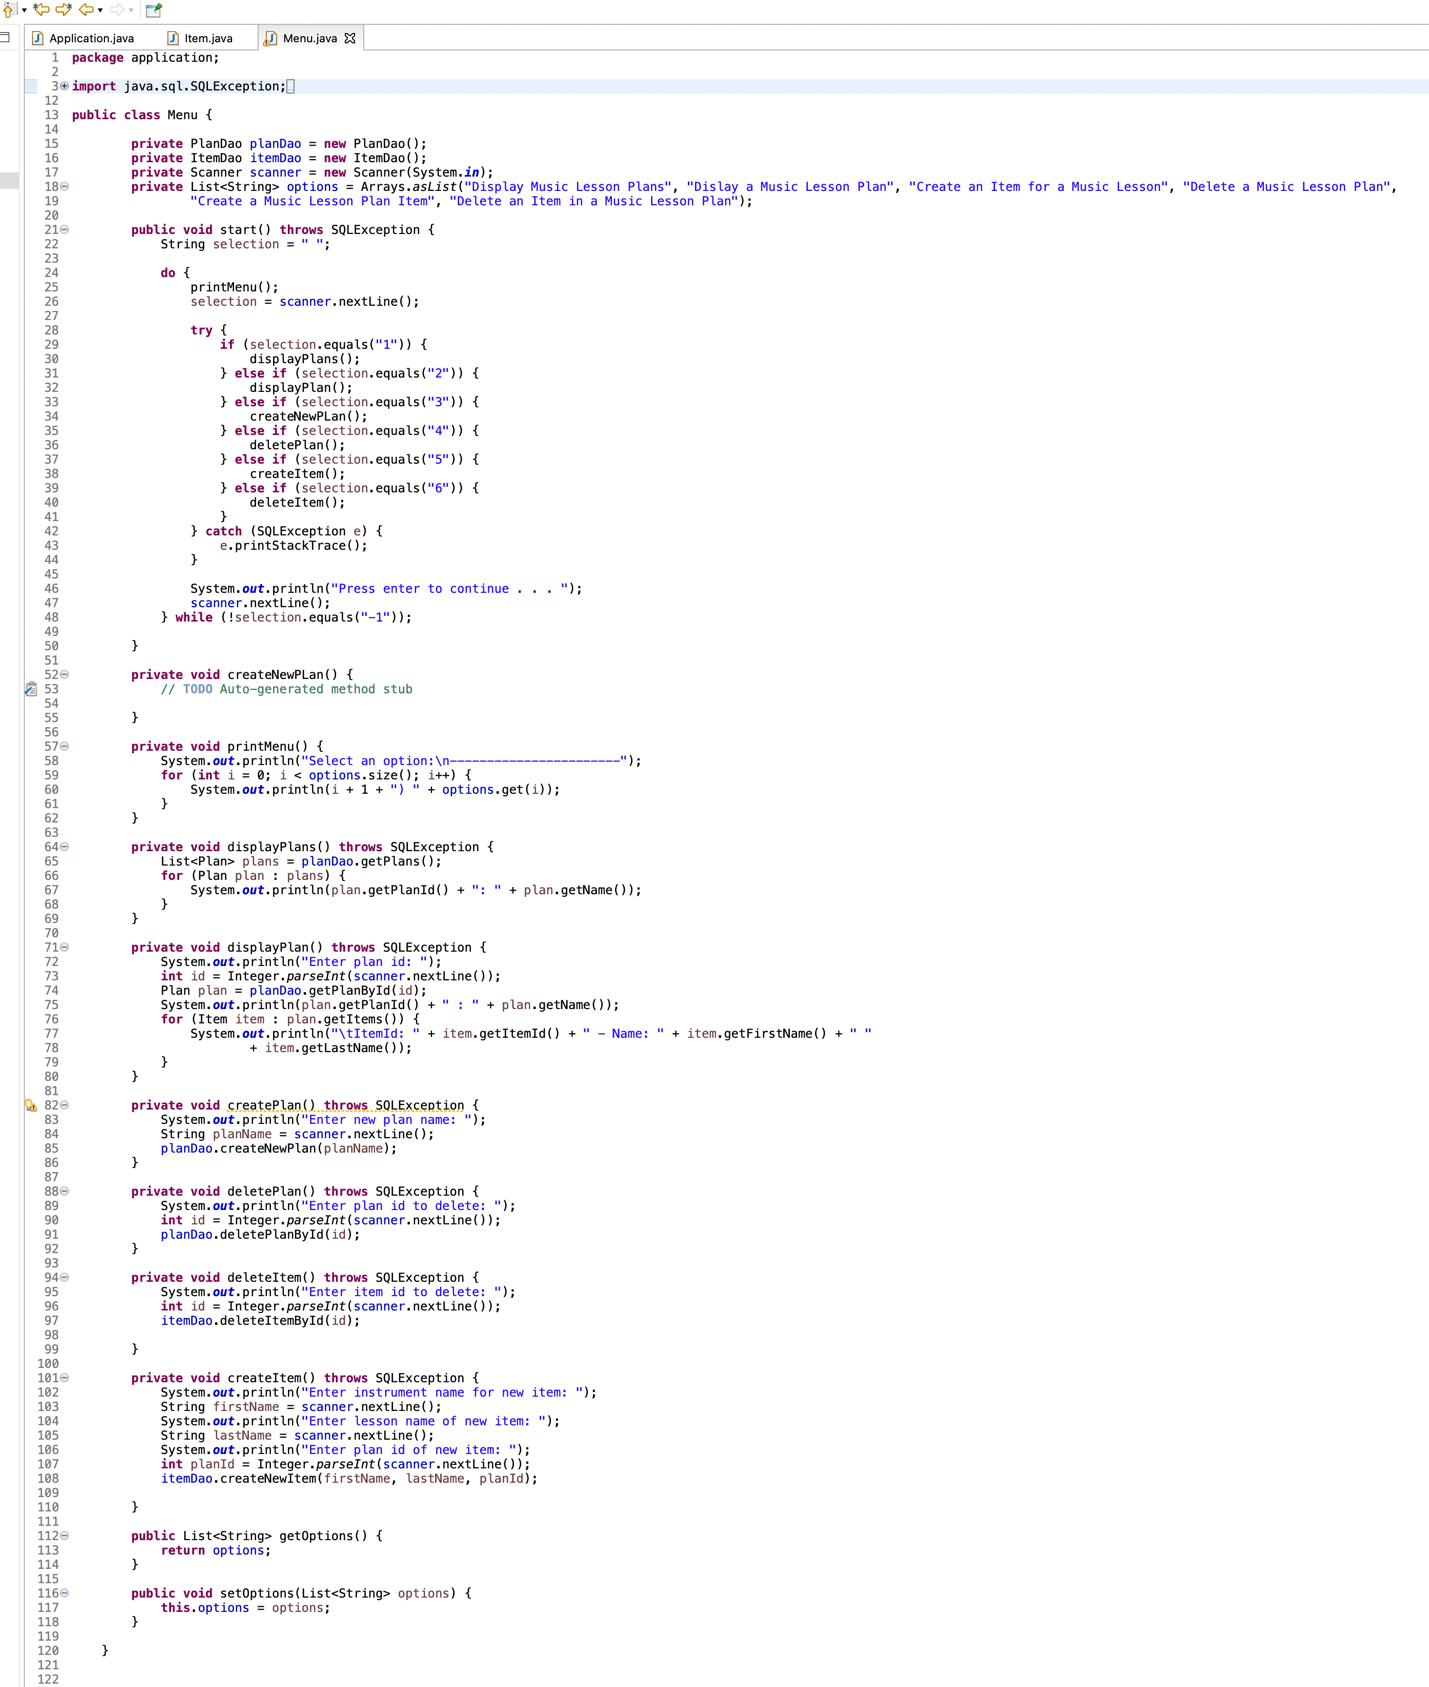 Application.java Item.java Menu.java
1 package application;
2
3 import java.sql.SQLException;
12
13 public class Menu {
14
15 private PlanDao planDao = new PlanDao();
16 private ItemDao itemDao = new ItemDao();
17 private Scanner scanner = new Scanner(System.in);
18 private List<String> options = Arrays.asList("Display Music Lesson Plans", "Dislay a Music Lesson Plan", "Create an Item for a Music Lesson", "Delete a Music Lesson Plan",
19 "Create a Music Lesson Plan Item", "Delete an Item in a Music Lesson Plan");
20
21 public void start() throws SQLException {
22 String selection = " ";
23
24 do {
25 printMenu();
26 selection = scanner.nextLine();
27
28 try {
29 if (selection.equals("1")) {
30 displayPlans();
31 } else if (selection.equals("2")) {
32 displayPlan();
33 } else if (selection.equals("3")) {
34 createNewPLan();
35 } else if (selection.equals("4")) {
36 deletePlan();
37 } else if (selection.equals("5")) {
38 createItem();
39 } else if (selection.equals("6")) {
40 deleteItem();
41 }
42 } catch (SQLException e) {
43 e.printStackTrace();
44 }
45
46 System.out.println("Press enter to continue . . . ");
47 scanner.nextLine();
48 } while (!selection.equals("-1"));
49
50 }
51
52 private void createNewPLan() {
53 // TODO Auto-generated method stub
54
55 }
56
57 private void printMenu() {
58 System.out.println("Select an option:\n-----------------------");
59 for (int i = 0; i < options.size(); i++) {
60 System.out.println(i + 1 + ") " + options.get(i));
61 }
62 }
63
64 private void displayPlans() throws SQLException {
65 List<Plan> plans = planDao.getPlans();
66 for (Plan plan : plans) {
67 System.out.println(plan.getPlanId() + ": " + plan.getName());
68 }
69 }
70
71 private void displayPlan() throws SQLException {
72 System.out.println("Enter plan id: ");
73 int id = Integer.parseInt(scanner.nextLine());
74 Plan plan = planDao.getPlanById(id);
75 System.out.println(plan.getPlanId() + " : " + plan.getName());
76 for (Item item : plan.getItems()) {
77 System.out.println("\tItemId: " + item.getItemId() + " - Name: " + item.getFirstName() + " "
78 + item.getLastName());
79 }
80 }
81
82 private void createPlan() throws SQLException {
83 System.out.println("Enter new plan name: ");
84 String planName = scanner.nextLine();
85 planDao.createNewPlan(planName);
86 }
87
88 private void deletePlan() throws SQLException {
89 System.out.println("Enter plan id to delete: ");
90 int id = Integer.parseInt(scanner.nextLine());
91 planDao.deletePlanById(id);
92 }
93
94 private void deleteItem() throws SQLException {
95 System.out.println("Enter item id to delete: ");
96 int id = Integer.parseInt(scanner.nextLine());
97 itemDao.deleteItemById(id);
98
99 }
100
101 private void createItem() throws SQLException {
102 System.out.println("Enter instrument name for new item: ");
103 String firstName = scanner.nextLine();
104 System.out.println("Enter lesson name of new item: ");
105 String lastName = scanner.nextLine();
106 System.out.println("Enter plan id of new item: ");
107 int planId = Integer.parseInt(scanner.nextLine());
108 itemDao.createNewItem(firstName, lastName, planId);
109
110 }
111
112 public List<String> getOptions() {
113 return options;
114 }
115
116 public void setOptions(List<String> options) {
117 this.options = options;
118 }
119
120 }
121
122